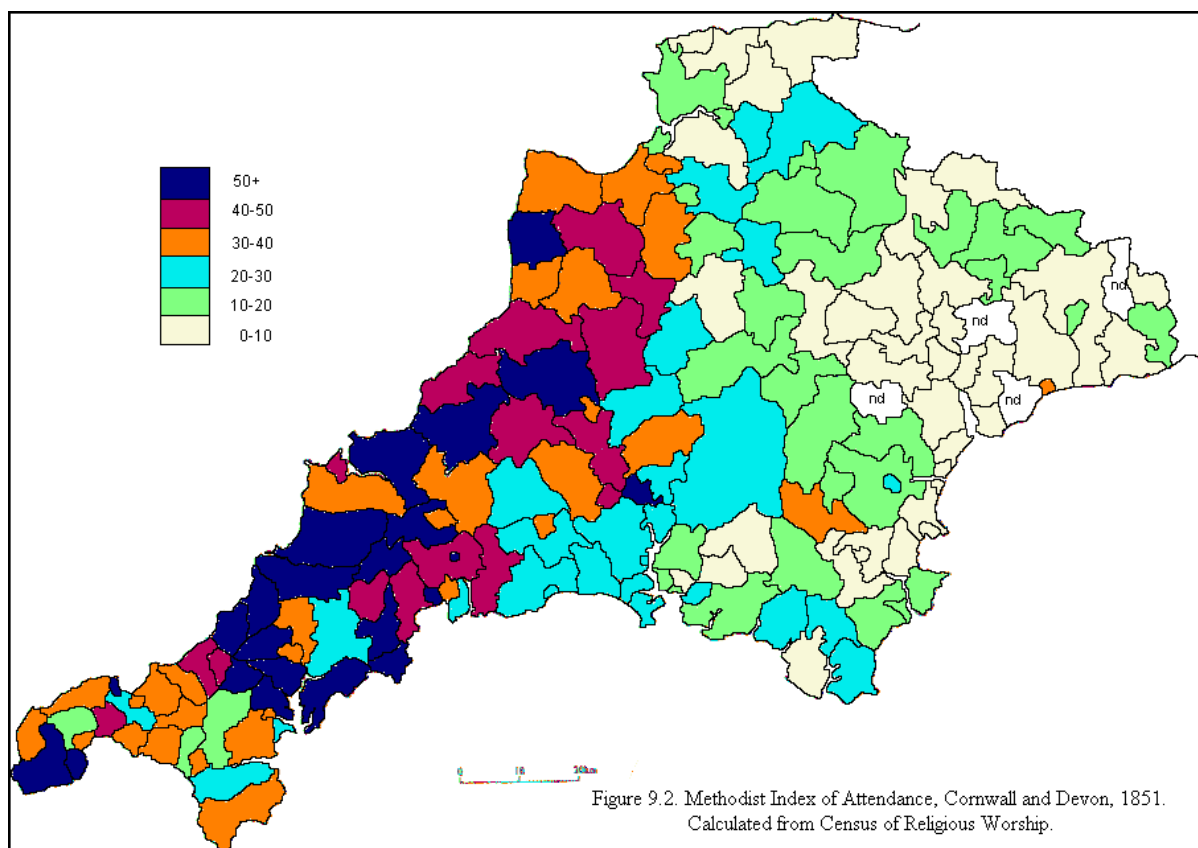 50+
40-50
30-40
20-30
10-20
0-10
nd
nd
nd
nd
0 10 20km
Figure 9.2. Methodist Index of Attendance, Cornwall and Devon, 1851.
Calculated from Census of Religious Worship.